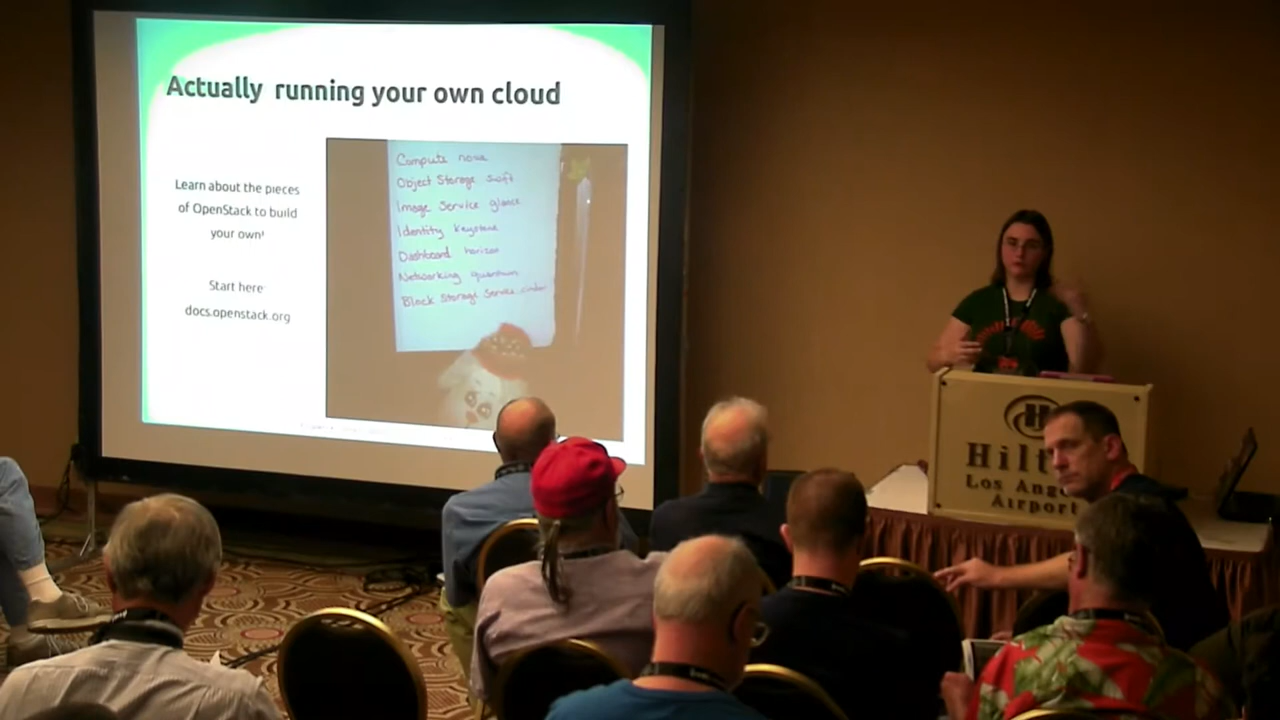 Actually running your own cloud
Learn about the pieces
of OpenStack to build
your own!
Start here
docs.openstack.org
Compute nova
Object Storage swift
Image Service glance
Identity keystone
Dashboard horizon
Networking quantum
Block Storage Service cinder
H
Hilt
Los Ange
Airport